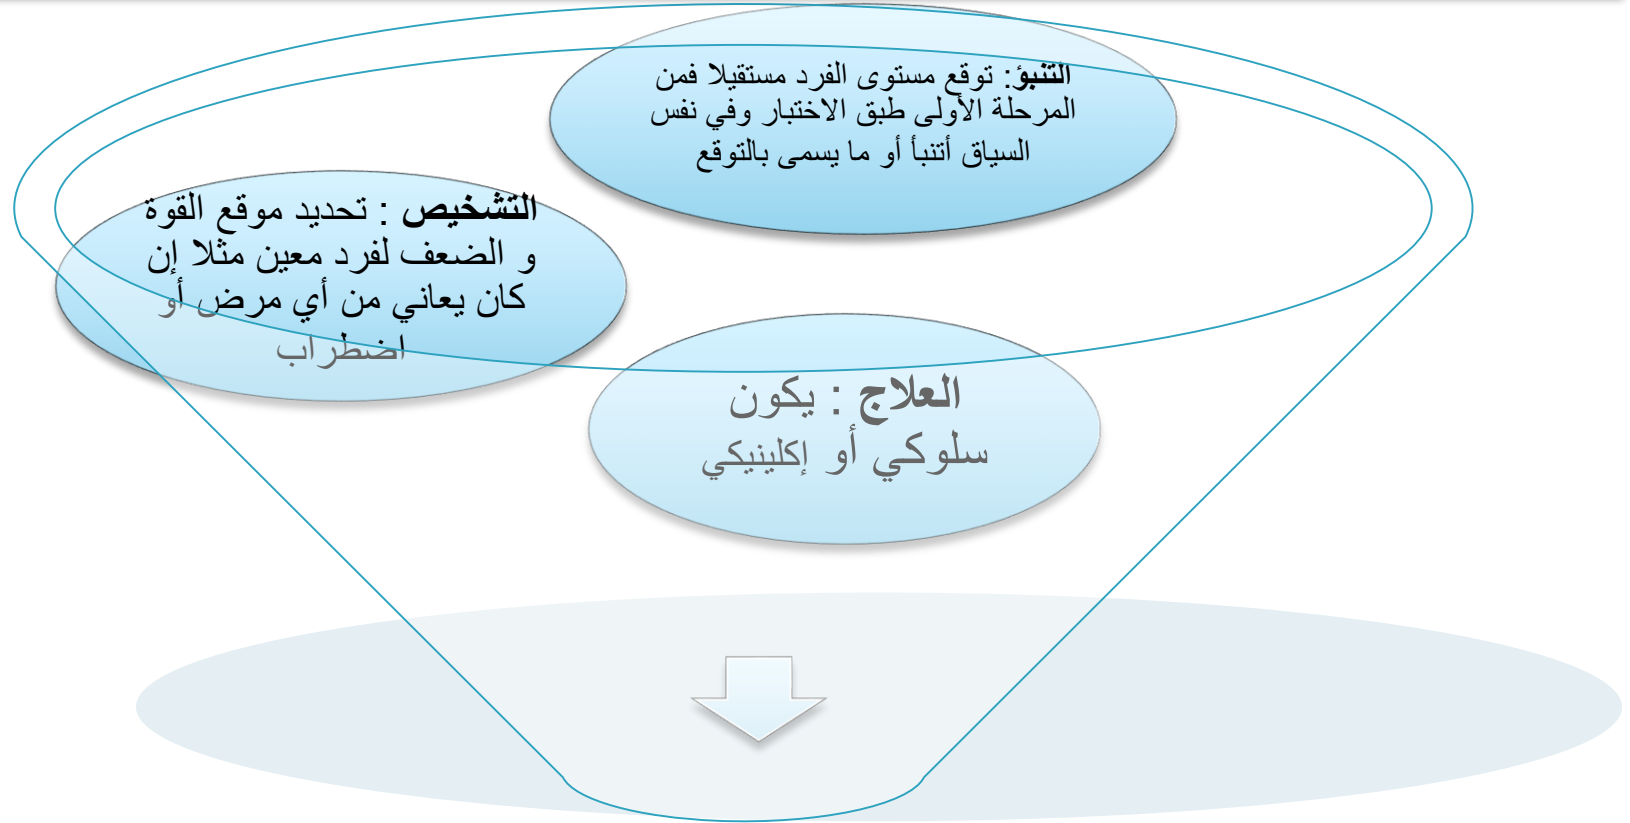 التنبؤ: توقع مستوى الفرد مستقيلا فمن
المرحلة الأولى طبق الاختبار وفي نفس
السياق أتنبأ أو ما يسمى بالتوقع
التشخيص : تحديد موقع القوة
و الضعف لفرد معين مثلا إن
كان يعاني من أي مرض أو
اضطراب
العلاج : يكون
سلوكي أو إكلينيكي